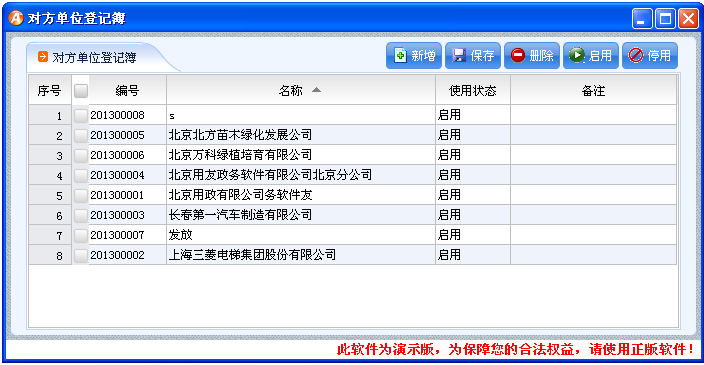 对方单位登记簿
对方单位登记簿 新增 保存 删除 启用 停用
序号 编号 名称 使用状态 备注
1 201300008 s 启用
2 201300005 北京北方苗木绿化发展公司 启用
3 201300006 北京万科绿植培育有限公司 启用
4 201300004 北京用友政务软件有限公司北京分公司 启用
5 201300001 北京用政有限公司务软件友 启用
6 201300003 长春第一汽车制造有限公司 启用
7 201300007 发放 启用
8 201300002 上海三菱电梯集团股份有限公司 启用
此软件为演示版，为保障您的合法权益，请使用正版软件！